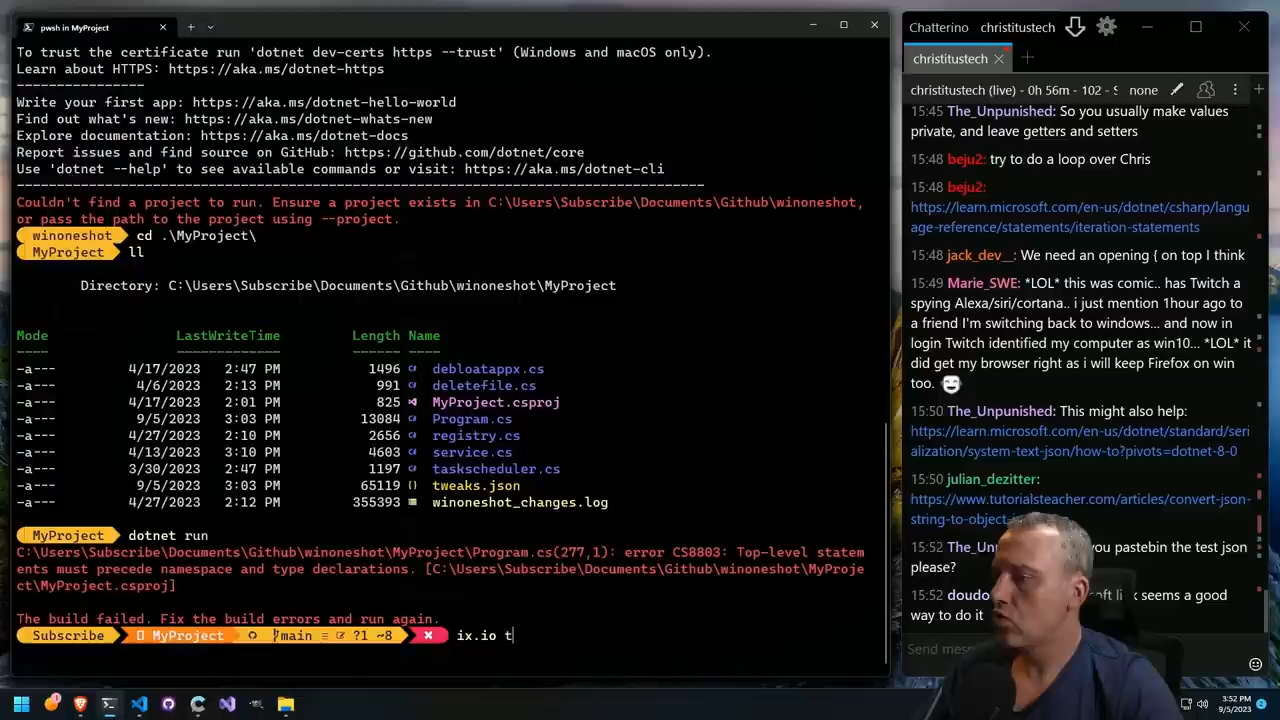 pwsh in MyProject
To trust the certificate run 'dotnet dev-certs https --trust' (Windows and macOS only).
Learn about HTTPS: https://aka.ms/dotnet-https
----------------
Write your first app: https://aka.ms/dotnet-hello-world
Find out what's new: https://aka.ms/dotnet-whats-new
Explore documentation: https://aka.ms/dotnet-docs
Report issues and find source on GitHub: https://github.com/dotnet/core
Use 'dotnet --help' to see available commands or visit: https://aka.ms/dotnet-cli
--------------------------------------------------------------------------------------
Couldn't find a project to run. Ensure a project exists in C:\Users\Subscribe\Documents\Github\winoneshot,
or pass the path to the project using --project.
winoneshot cd .\MyProject\
MyProject ll
Directory: C:\Users\Subscribe\Documents\Github\winoneshot\MyProject
Mode LastWriteTime Length Name
---- ------------- ------ ----
-a--- 4/17/2023 2:47 PM 1496 debloatappx.cs
-a--- 4/6/2023 2:13 PM 991 deletefile.cs
-a--- 4/17/2023 2:01 PM 825 MyProject.csproj
-a--- 9/5/2023 3:03 PM 13084 Program.cs
-a--- 4/27/2023 2:10 PM 2656 registry.cs
-a--- 4/13/2023 3:10 PM 4603 service.cs
-a--- 3/30/2023 2:47 PM 1197 taskscheduler.cs
-a--- 9/5/2023 3:03 PM 65119 {} tweaks.json
-a--- 4/27/2023 2:12 PM 355393 winoneshot_changes.log
MyProject dotnet run
C:\Users\Subscribe\Documents\Github\winoneshot\MyProject\Program.cs(277,1): error CS8803: Top-level statem
ents must precede namespace and type declarations. [C:\Users\Subscribe\Documents\Github\winoneshot\MyProje
ct\MyProject.csproj]
The build failed. Fix the build errors and run again.
Subscribe MyProject main ≡ ?1 ~8 ix.io t
Chatterino christitustech
christitustech
christitustech (live) - 0h 56m - 102 - none
15:45 The_Unpunished: So you usually make values
private, and leave getters and setters
15:48 beju2: try to do a loop over Chris
15:48 beju2:
https://learn.microsoft.com/en-us/dotnet/csharp/langu
age-reference/statements/iteration-statements
15:48 jack_dev__: We need an opening { on top I think
15:49 Marie_SWE: *LOL* this was comic.. has Twitch a
spying Alexa/siri/cortana.. i just mention 1hour ago to
a friend I'm switching back to windows... and now in
login Twitch identified my computer as win10... *LOL* it
did get my browser right as i will keep Firefox on win
too.
15:50 The_Unpunished: This might also help:
https://learn.microsoft.com/en-us/dotnet/standard/seri
alization/system-text-json/how-to?pivots=dotnet-8-0
15:50 julian_dezitter:
https://www.tutorialsteacher.com/articles/convert-json-
string-to-object-
15:52 The_ you pastebin the test json
please?
15:52 seems a good
way to do it
Send
3:52 PM
9/5/2023